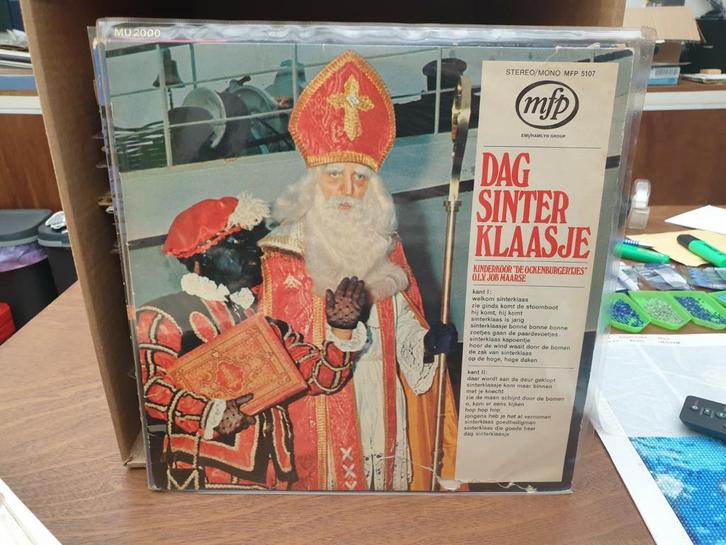 MU 2000
STEREO/MONO MFP 5107
mfp
EMI/HAMLYN GROUP
DAG
SINTER
KLAASJE
KINDERKOOR "DE OCKENBURGERTJES"
O.L.V. JOB MAARSE
kant I:
welkom sinterklaas
zie ginds komt de stoomboot
hij komt, hij komt
sinterklaas is jarig
sinterklaasje bonne bonne bonne
zoetjes gaan de paardevoetjes
sinterklaas kapoentje
hoor de wind waait door de bomen
de zak van sinterklaas
op de hoge, hoge daken
kant II:
daar wordt aan de deur geklopt
sinterklaasje kom maar binnen
met je knecht
zie de maan schijnt door de bomen
o, kom er eens kijken
hop hop hop
jongens heb je het al vernomen
sinterklaas goedheiligman
sinterklaas die goede heer
dag sinterklaasje